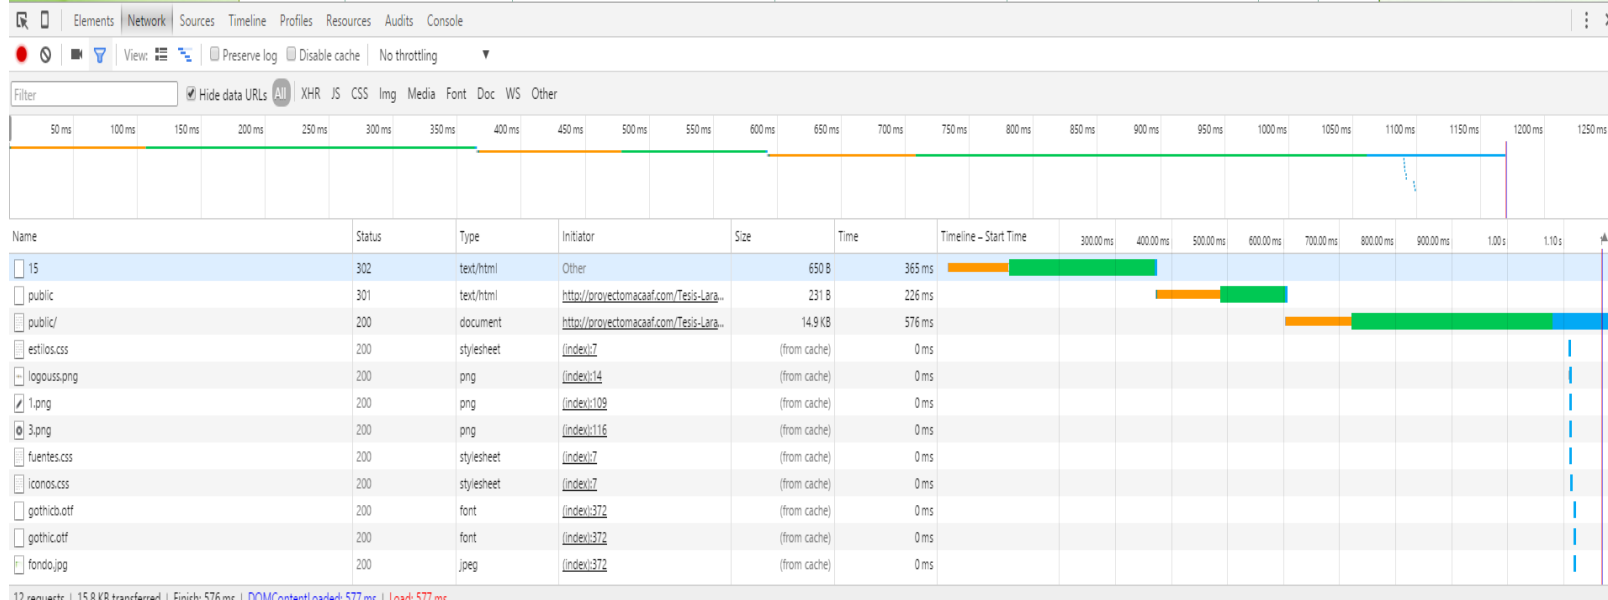 Elements Network Sources Timeline Profiles Resources Audits Console
View: Preserve log Disable cache No throttling
Filter Hide data URLs All XHR JS CSS Img Media Font Doc WS Other
50 ms 100 ms 150 ms 200 ms 250 ms 300 ms 350 ms 400 ms 450 ms 500 ms 550 ms 600 ms 650 ms 700 ms 750 ms 800 ms 850 ms 900 ms 950 ms 1000 ms 1050 ms 1100 ms 1150 ms 1200 ms 1250 ms
Name Status Type Initiator Size Time Timeline – Start Time 300.00 ms 400.00 ms 500.00 ms 600.00 ms 700.00 ms 800.00 ms 900.00 ms 1.00 s 1.10 s
15 302 text/html Other 650 B 365 ms
public 301 text/html http://proyectomacaaf.com/Tesis-Lara... 231 B 226 ms
public/ 200 document http://proyectomacaaf.com/Tesis-Lara... 14.9 KB 576 ms
estilos.css 200 stylesheet (index):7 (from cache) 0 ms
logouss.png 200 png (index):14 (from cache) 0 ms
1.png 200 png (index):109 (from cache) 0 ms
3.png 200 png (index):116 (from cache) 0 ms
fuentes.css 200 stylesheet (index):7 (from cache) 0 ms
iconos.css 200 stylesheet (index):7 (from cache) 0 ms
gothicb.otf 200 font (index):372 (from cache) 0 ms
gothic.otf 200 font (index):372 (from cache) 0 ms
fondo.jpg 200 jpeg (index):372 (from cache) 0 ms
12 requests | 15.8 KB transferred | Finish: 576 ms | DOMContentLoaded: 577 ms | Load: 577 ms